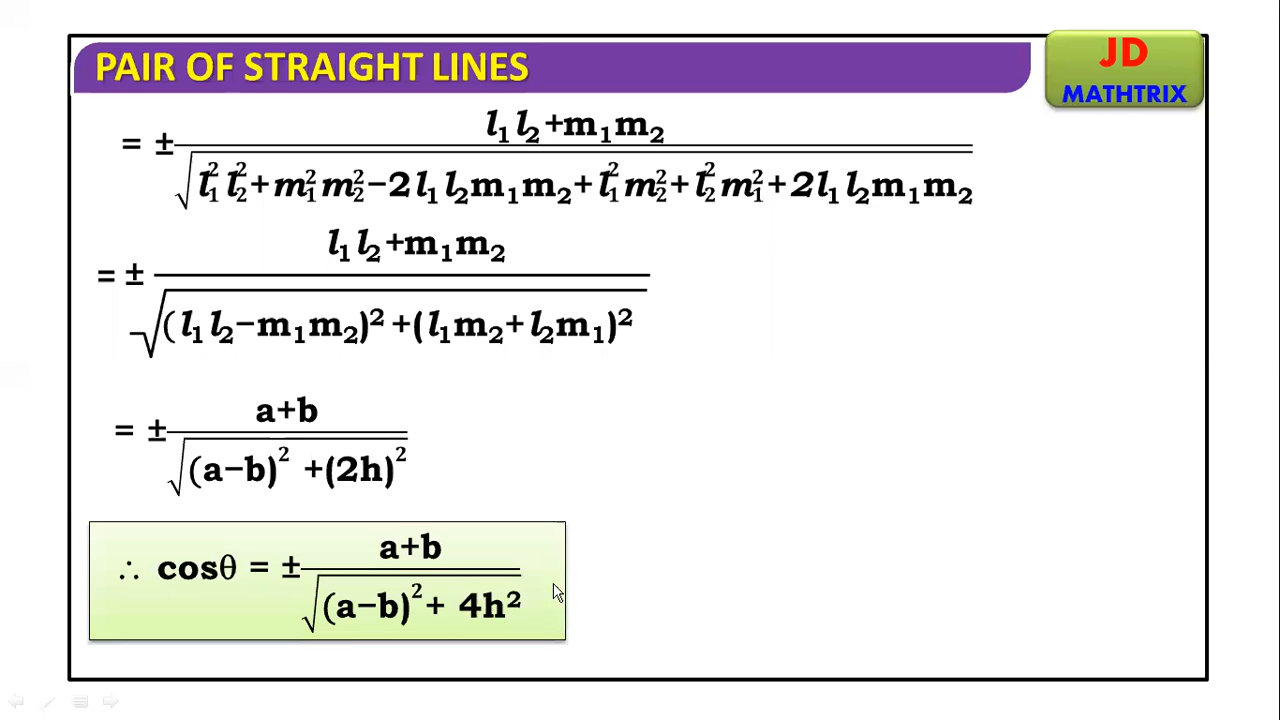 PAIR OF STRAIGHT LINES
JD
MATHTRIX
= ± (l₁l₂+m₁m₂) / √(l₁²l₂²+m₁²m₂²−2l₁l₂m₁m₂+l₁²m₂²+l₂²m₁²+2l₁l₂m₁m₂)
= ± (l₁l₂+m₁m₂) / √((l₁l₂−m₁m₂)²+(l₁m₂+l₂m₁)²)
= ± (a+b) / √((a−b)²+(2h)²)
∴ cosθ = ± (a+b) / √((a−b)²+ 4h²)